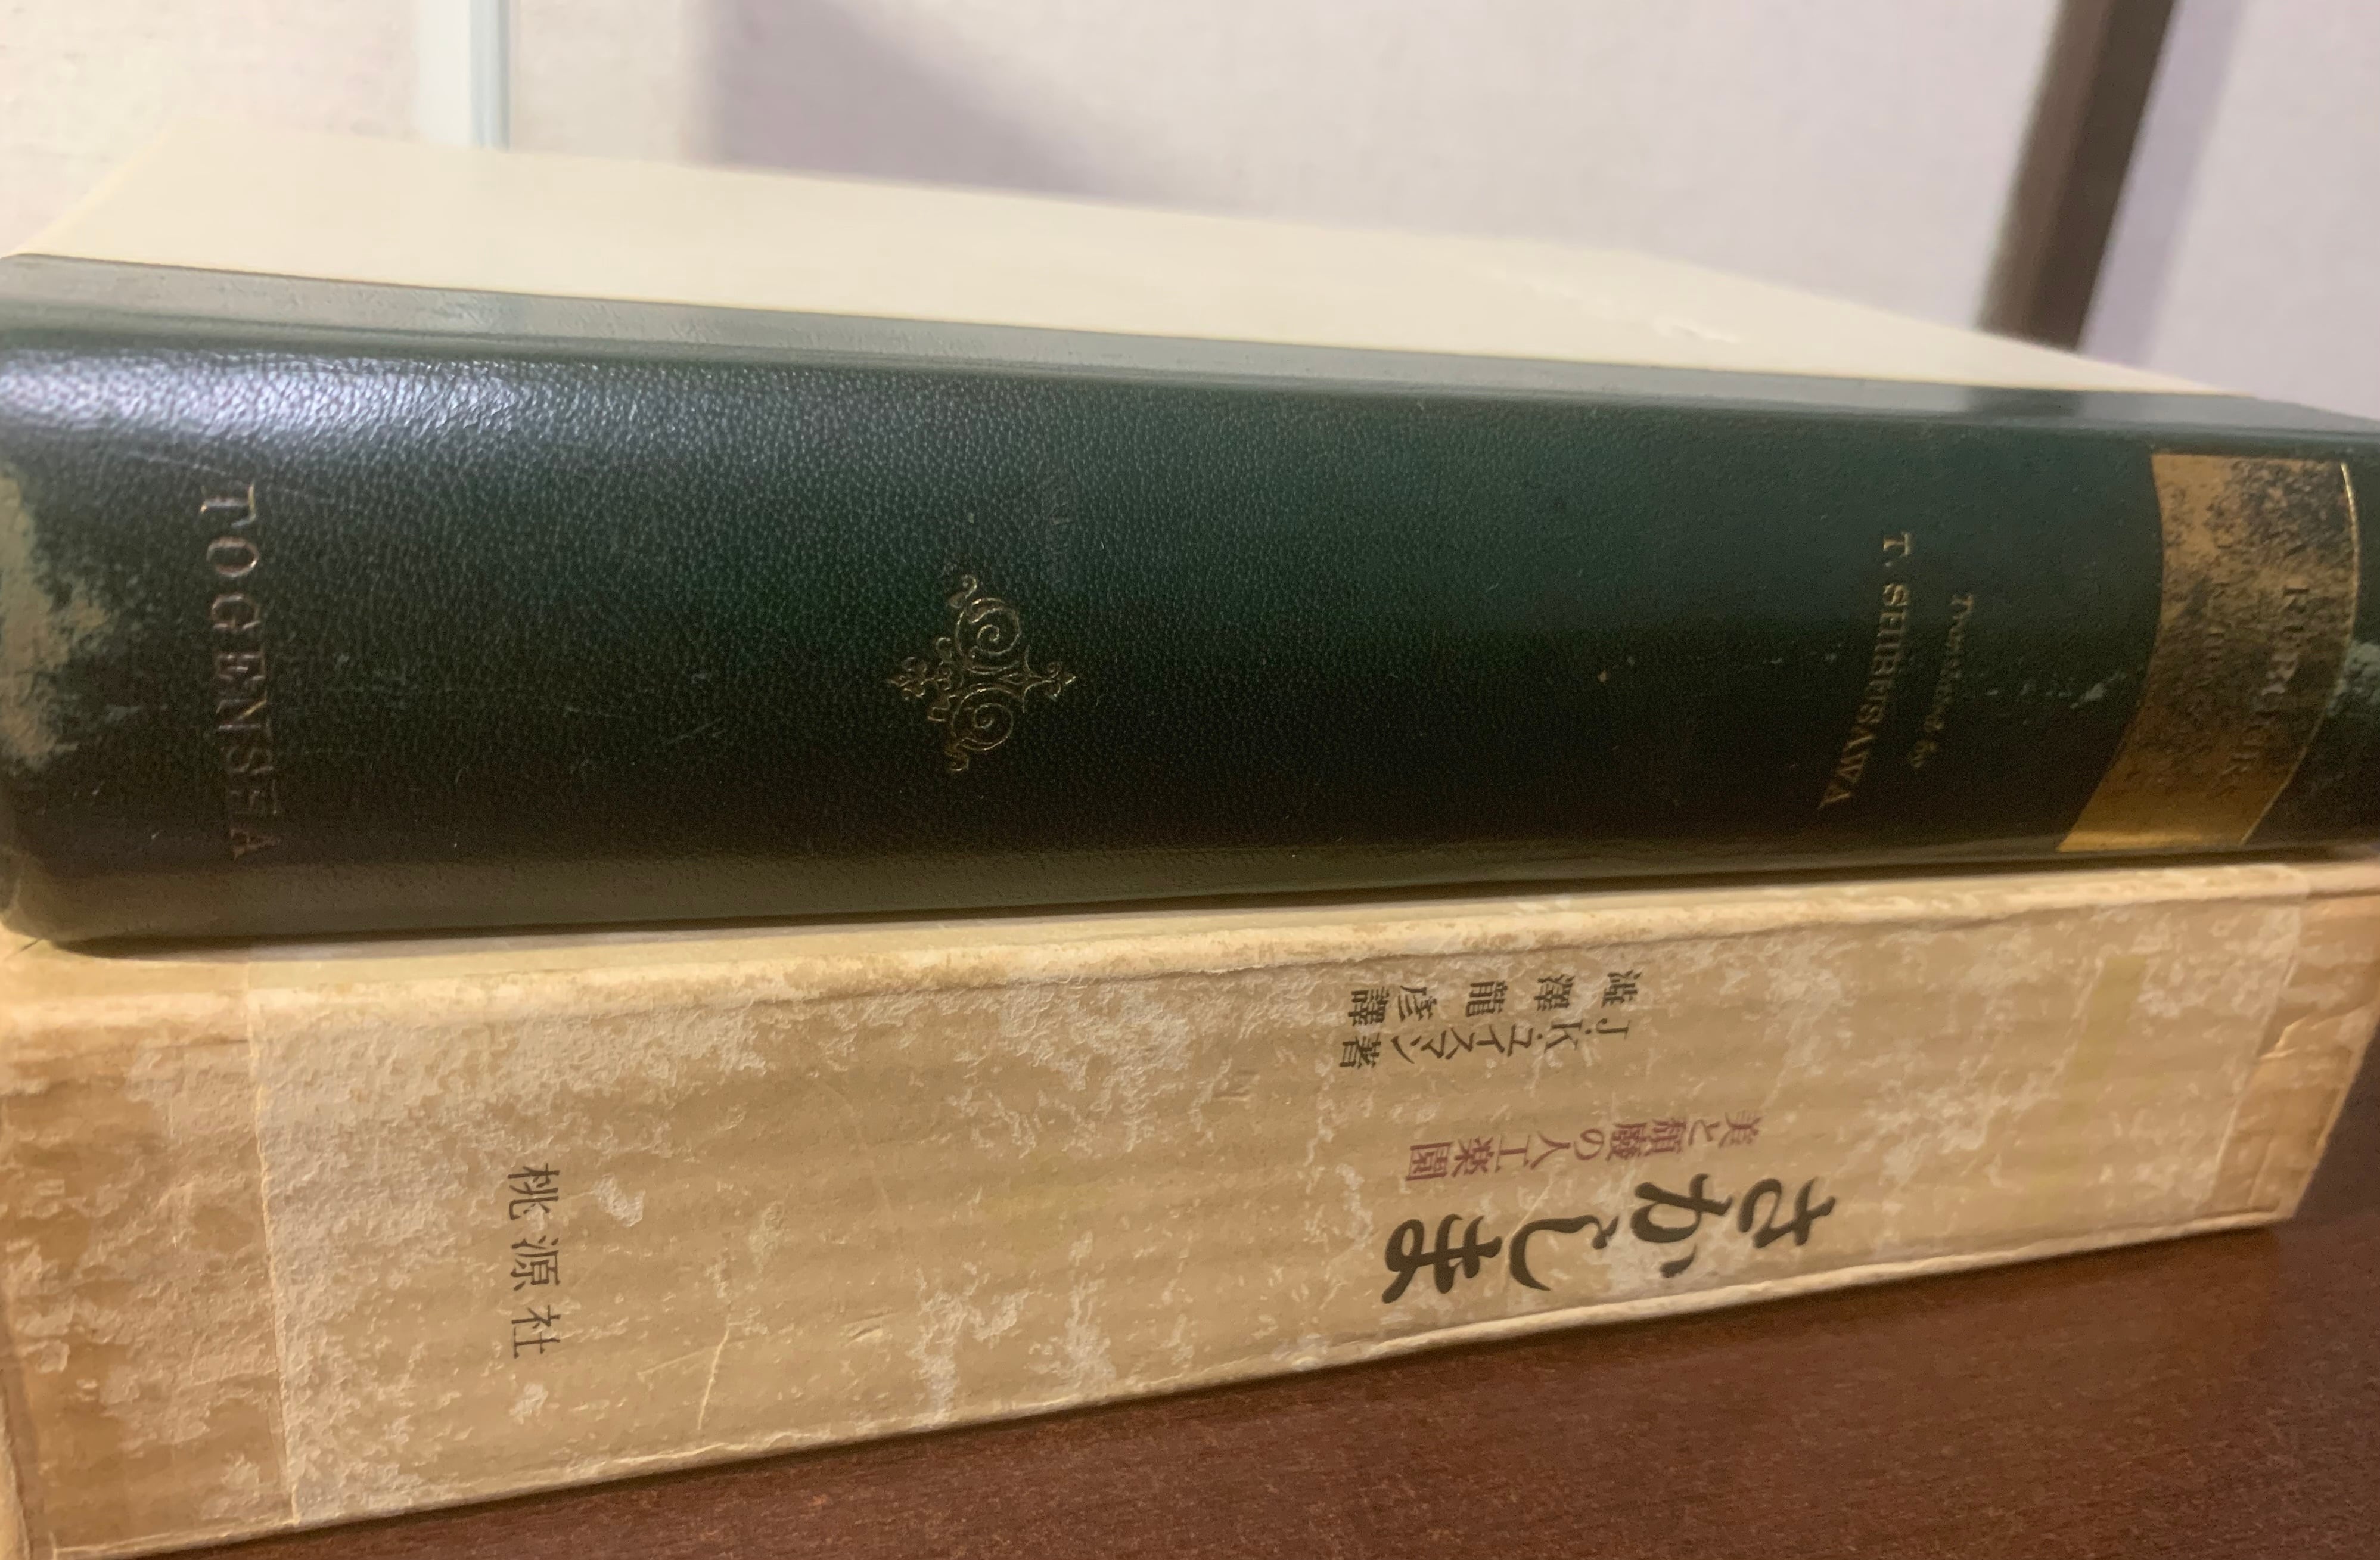 Translated by
T. SHIBUSAWA
TOGENSHA
さかしま
美と頽廢の人工楽園
J.K.ユイスマンス著
澁澤龍彦譯
桃源社